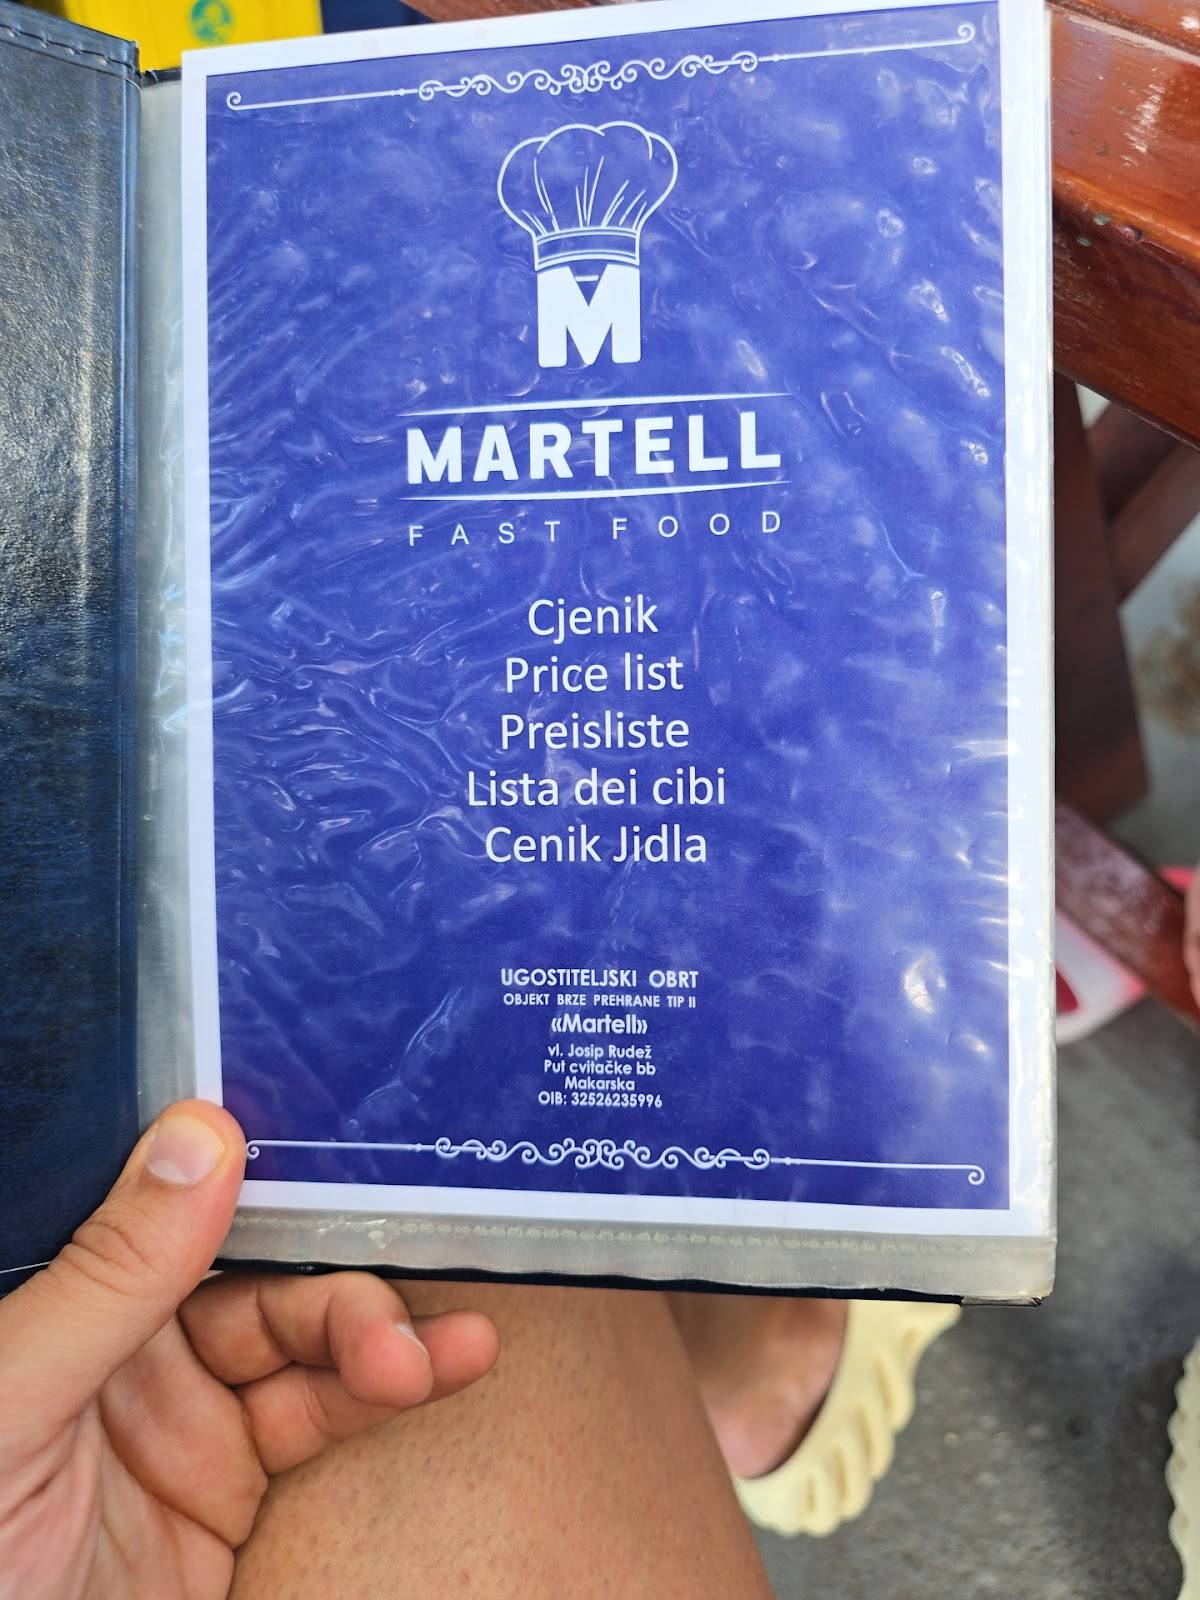 M
MARTELL
FAST FOOD
Cjenik
Price list
Preisliste
Lista dei cibi
Cenik Jidla
UGOSTITELJSKI OBRT
OBJEKT BRZE PREHRANE TIP II
«Martell»
vl. Josip Rudež
Put cvitačke bb
Makarska
OIB: 32526235996